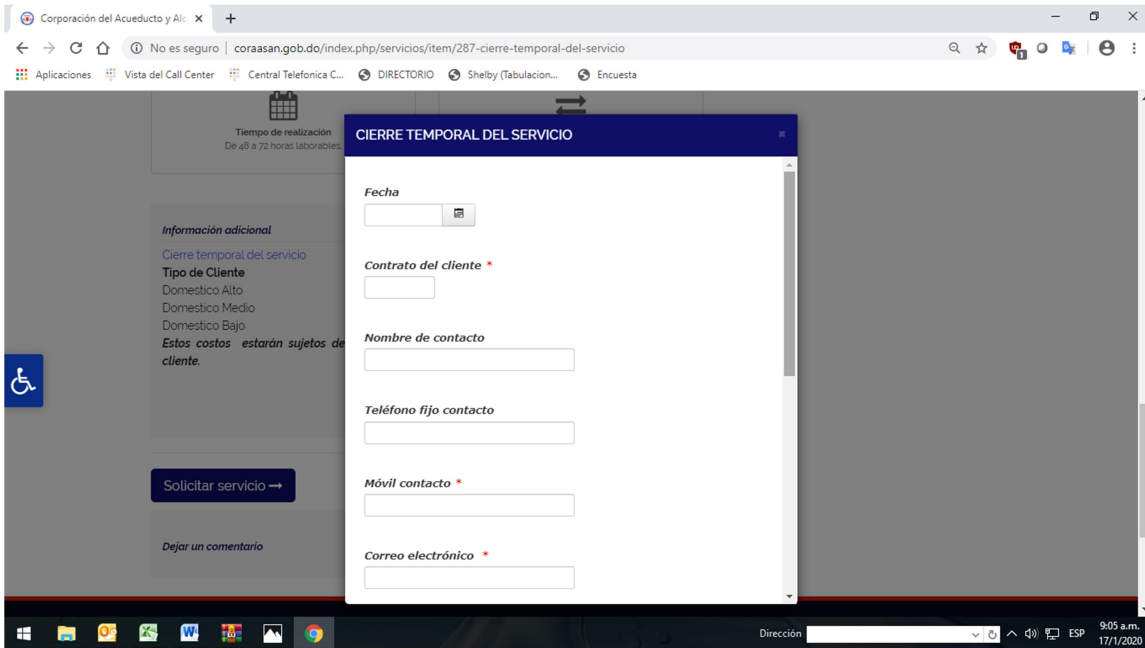 Corporación del Acueducto y Alc
No es seguro | coraasan.gob.do/index.php/servicios/item/287-cierre-temporal-del-servicio
Aplicaciones Vista del Call Center Central Telefonica C... DIRECTORIO Shelby (Tabulacion... Encuesta
Tiempo de realización
De 48 a 72 horas laborables.
CIERRE TEMPORAL DEL SERVICIO
Fecha
Contrato del cliente *
Nombre de contacto
Teléfono fijo contacto
Móvil contacto *
Correo electrónico *
Información adicional
Cierre temporal del servicio
Tipo de Cliente
Domestico Alto
Domestico Medio
Domestico Bajo
Estos costos estarán sujetos de
cliente.
Solicitar servicio →
Dejar un comentario
Dirección
ESP
9:05 a.m.
17/1/2020